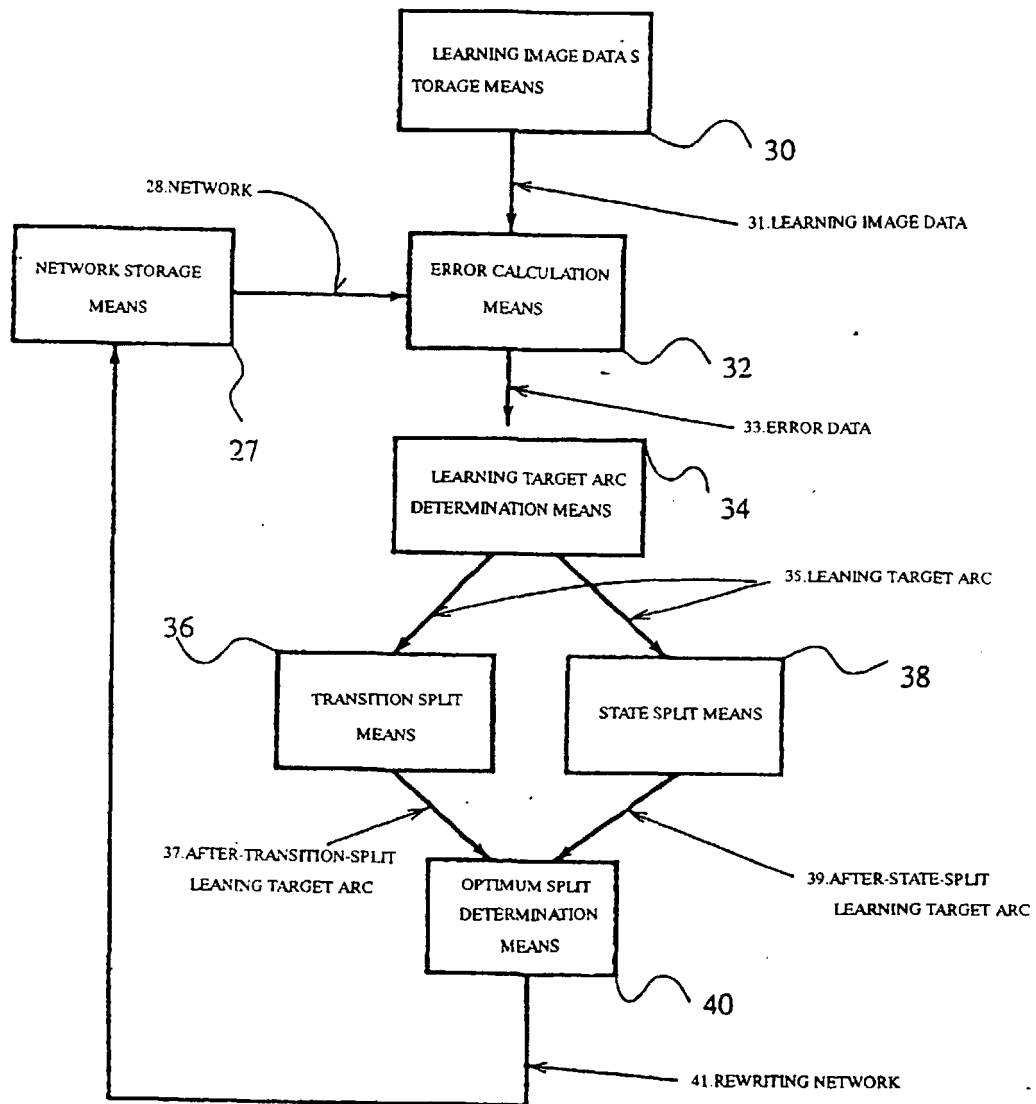 LEARNING IMAGE DATA S
TORAGE MEANS
30
28.NETWORK
31.LEARNING IMAGE DATA
NETWORK STORAGE
MEANS
ERROR CALCULATION
MEANS
32
27
33.ERROR DATA
LEARNING TARGET ARC
DETERMINATION MEANS
34
35.LEANING TARGET ARC
36
38
TRANSITION SPLIT
MEANS
STATE SPLIT MEANS
37.AFTER-TRANSITION-SPLIT
LEANING TARGET ARC
OPTIMUM SPLIT
DETERMINATION
MEANS
39.AFTER-STATE-SPLIT
LEARNING TARGET ARC
40
41.REWRITING NETWORK